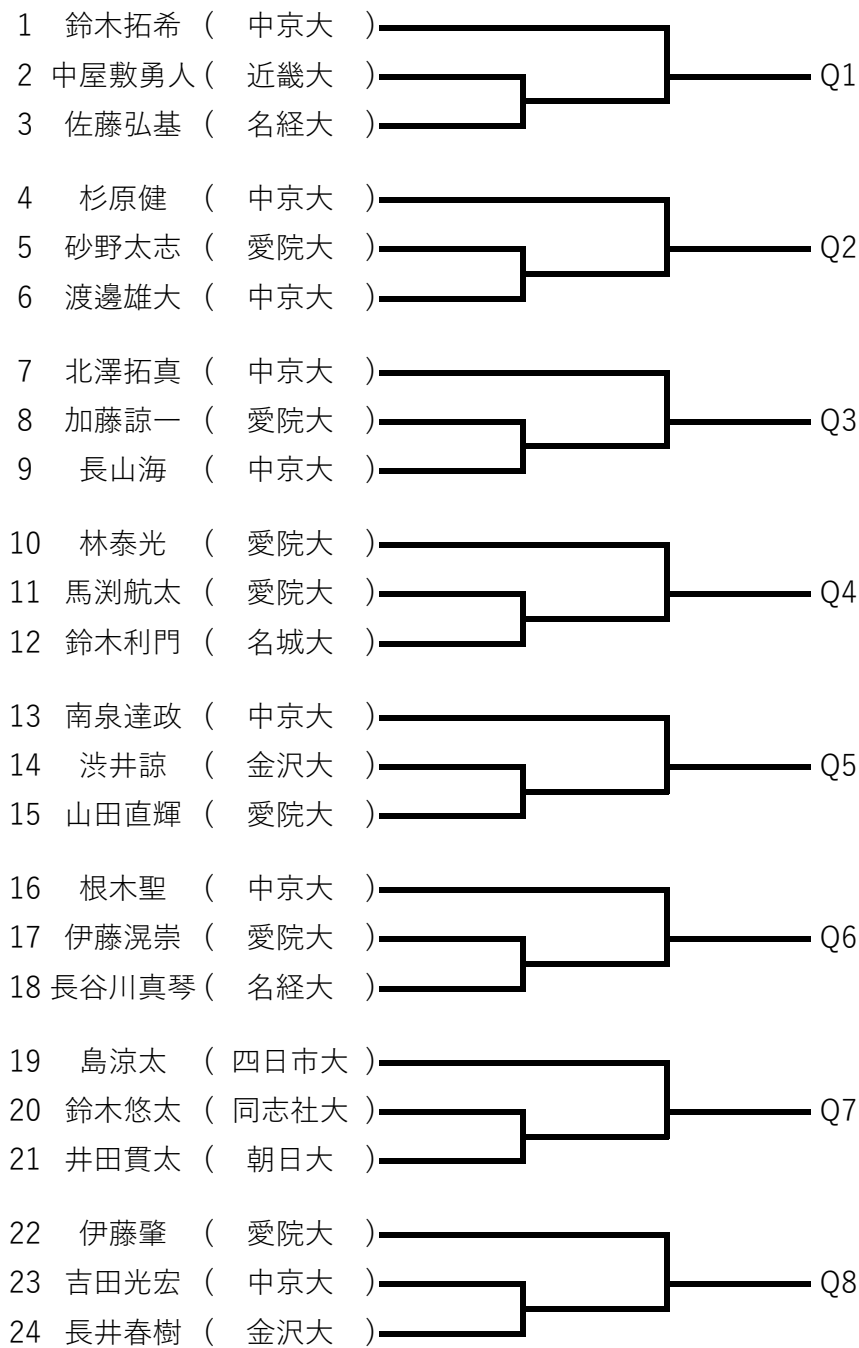 1 鈴木拓希 ( 中京大 ) Q1
2 中屋敷勇人 ( 近畿大 )
3 佐藤弘基 ( 名経大 )
4 杉原健 ( 中京大 ) Q2
5 砂野太志 ( 愛院大 )
6 渡邊雄大 ( 中京大 )
7 北澤拓真 ( 中京大 ) Q3
8 加藤諒一 ( 愛院大 )
9 長山海 ( 中京大 )
10 林泰光 ( 愛院大 ) Q4
11 馬渕航太 ( 愛院大 )
12 鈴木利門 ( 名城大 )
13 南泉達政 ( 中京大 ) Q5
14 渋井諒 ( 金沢大 )
15 山田直輝 ( 愛院大 )
16 根木聖 ( 中京大 ) Q6
17 伊藤滉崇 ( 愛院大 )
18 長谷川真琴 ( 名経大 )
19 島涼太 ( 四日市大 ) Q7
20 鈴木悠太 ( 同志社大 )
21 井田貫太 ( 朝日大 )
22 伊藤肇 ( 愛院大 ) Q8
23 吉田光宏 ( 中京大 )
24 長井春樹 ( 金沢大 )